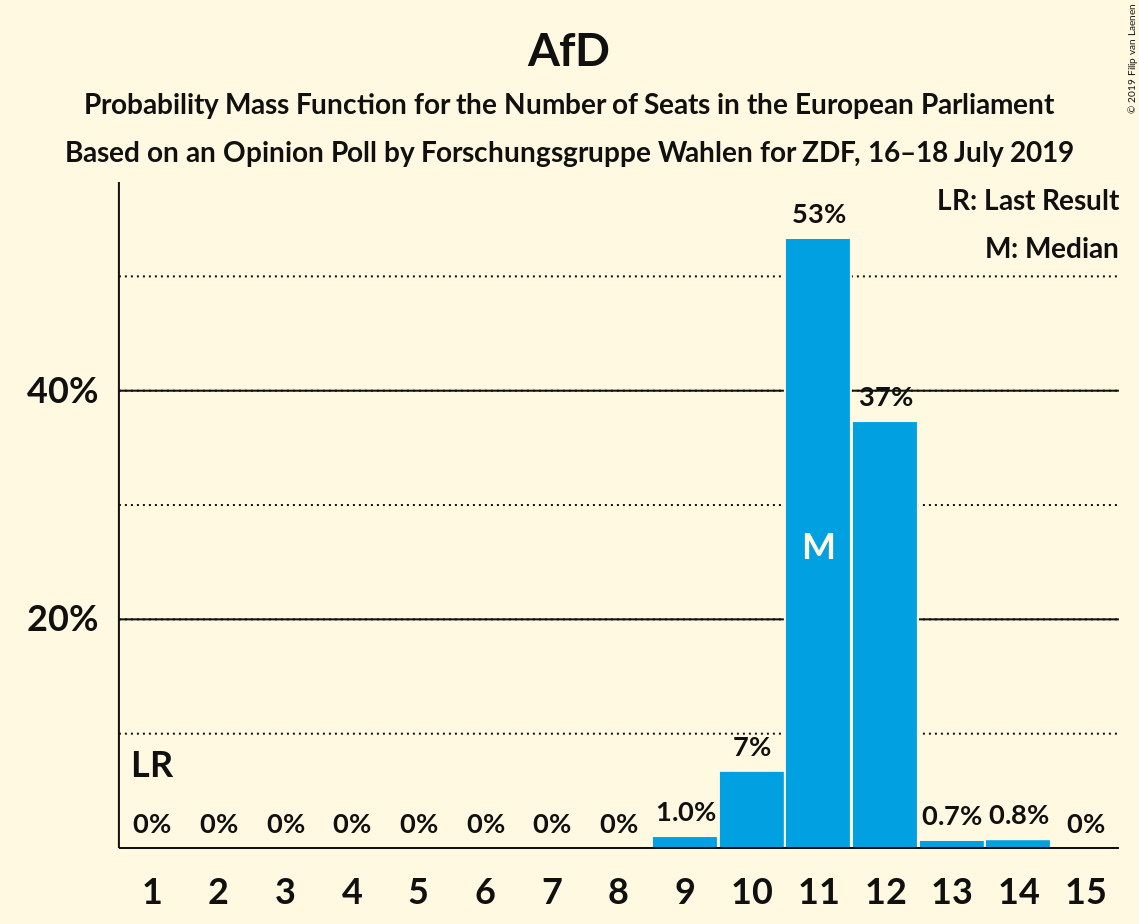 AfD
Probability Mass Function for the Number of Seats in the European Parliament
Based on an Opinion Poll by Forschungsgruppe Wahlen for ZDF, 16–18 July 2019
© 2019 Filip van Laenen
LR: Last Result
M: Median
53%
40%
37%
M
20%
LR
7%
0% 0% 0% 0% 0% 0% 0% 0% 1.0% 0.7% 0.8% 0%
1 2 3 4 5 6 7 8 9 10 11 12 13 14 15